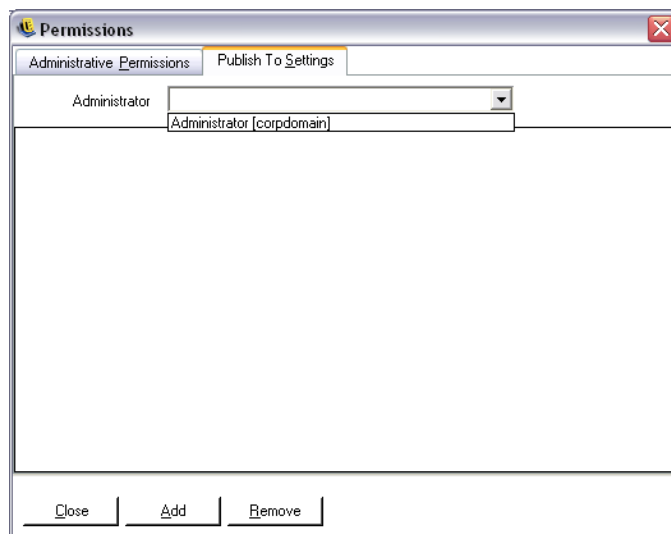 Permissions
Administrative Permissions
Publish To Settings
Administrator
Administrator [corpdomain]
Close
Add
Remove